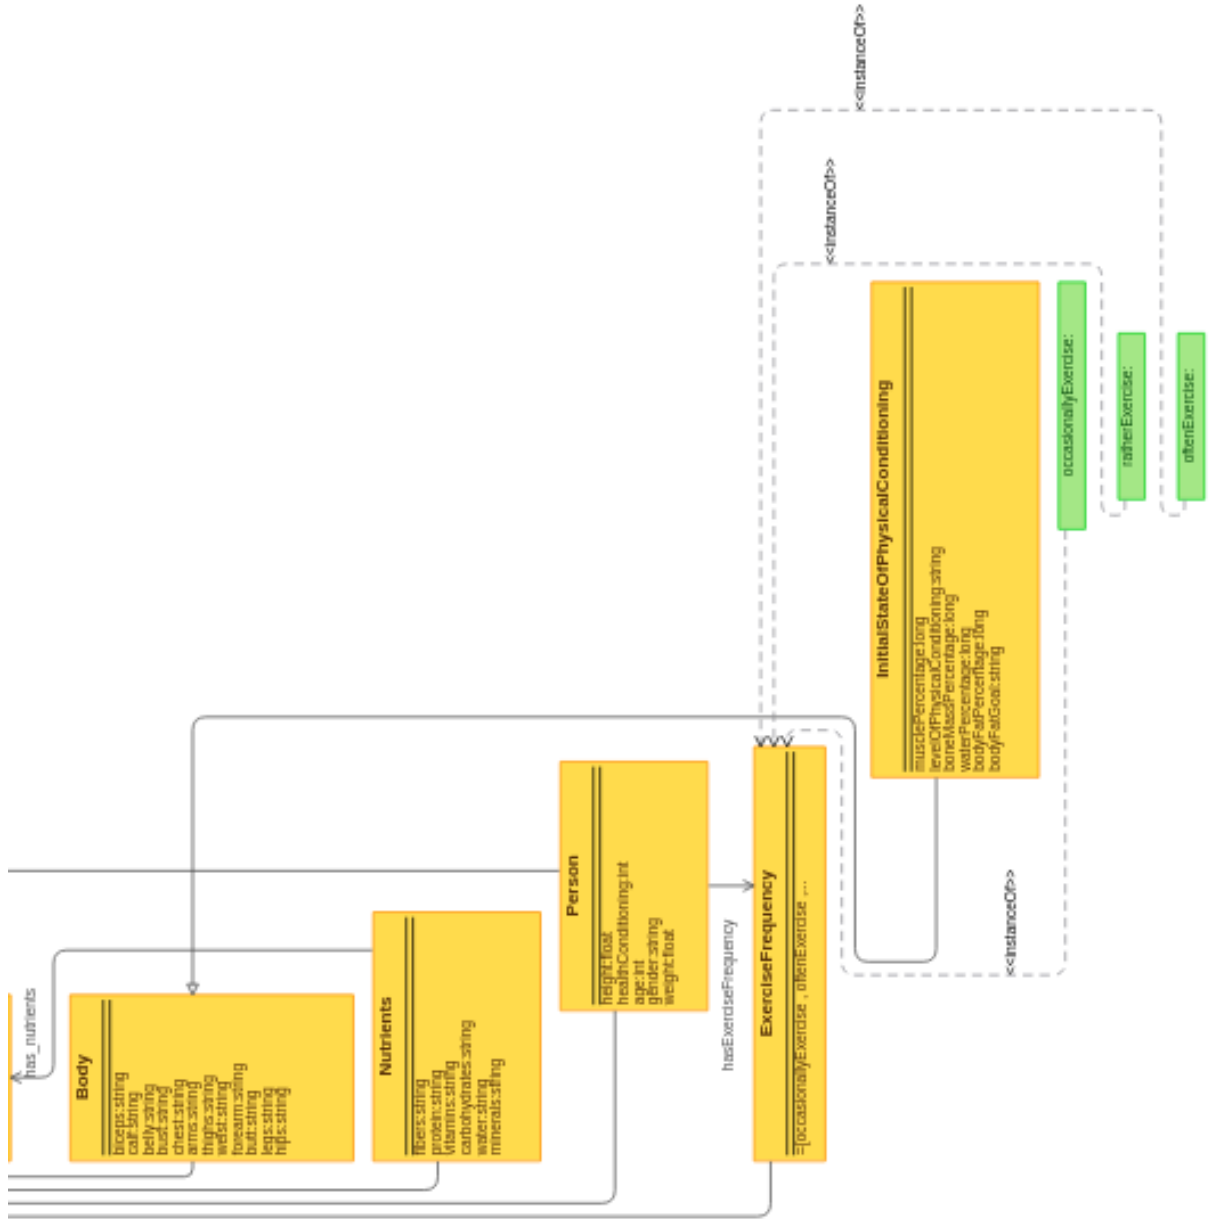 <<instanceOf>>
<<instanceOf>>
InitialStateOfPhysicalConditioning
musclePercentage:long
levelOfPhysicalConditioning:string
boneMassPercentage:long
waterPercentage:long
bodyFatPercentage:long
bodyFatGoal:string
occasionallyExercise:
ratherExercise:
oftenExercise:
<<instanceOf>>
Person
height:float
healthConditioning:int
age:int
gender:string
weight:float
hasExerciseFrequency
ExerciseFrequency
=[occasionallyExercise , oftenExercise ,...
has_nutrients
Body
biceps:string
calf:string
belly:string
bust:string
chest:string
arms:string
thighs:string
weist:string
forearm:string
butt:string
legs:string
hips:string
Nutrients
fibers:string
protein:string
vitamins:string
carbohydrates:string
water:string
minerals:string